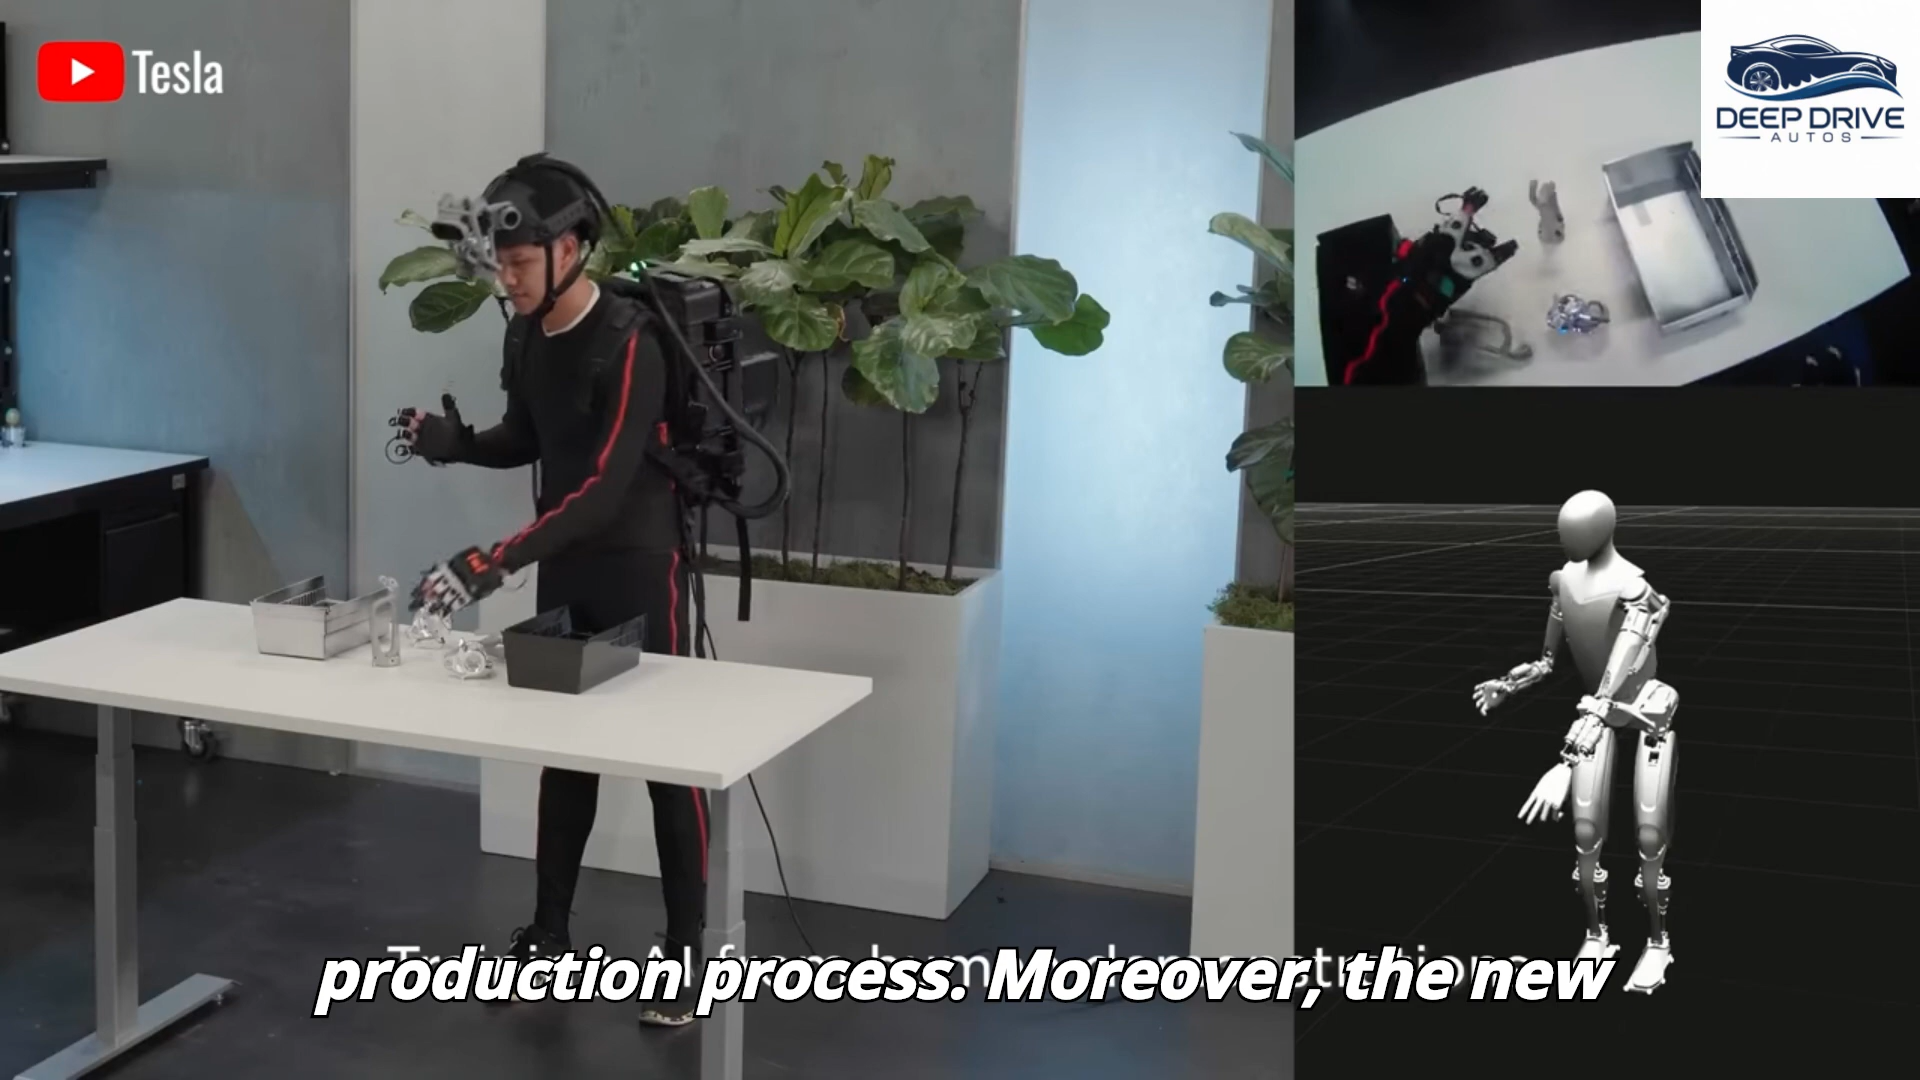 Tesla
DEEP DRIVE
AUTOS
production process. Moreover, the new